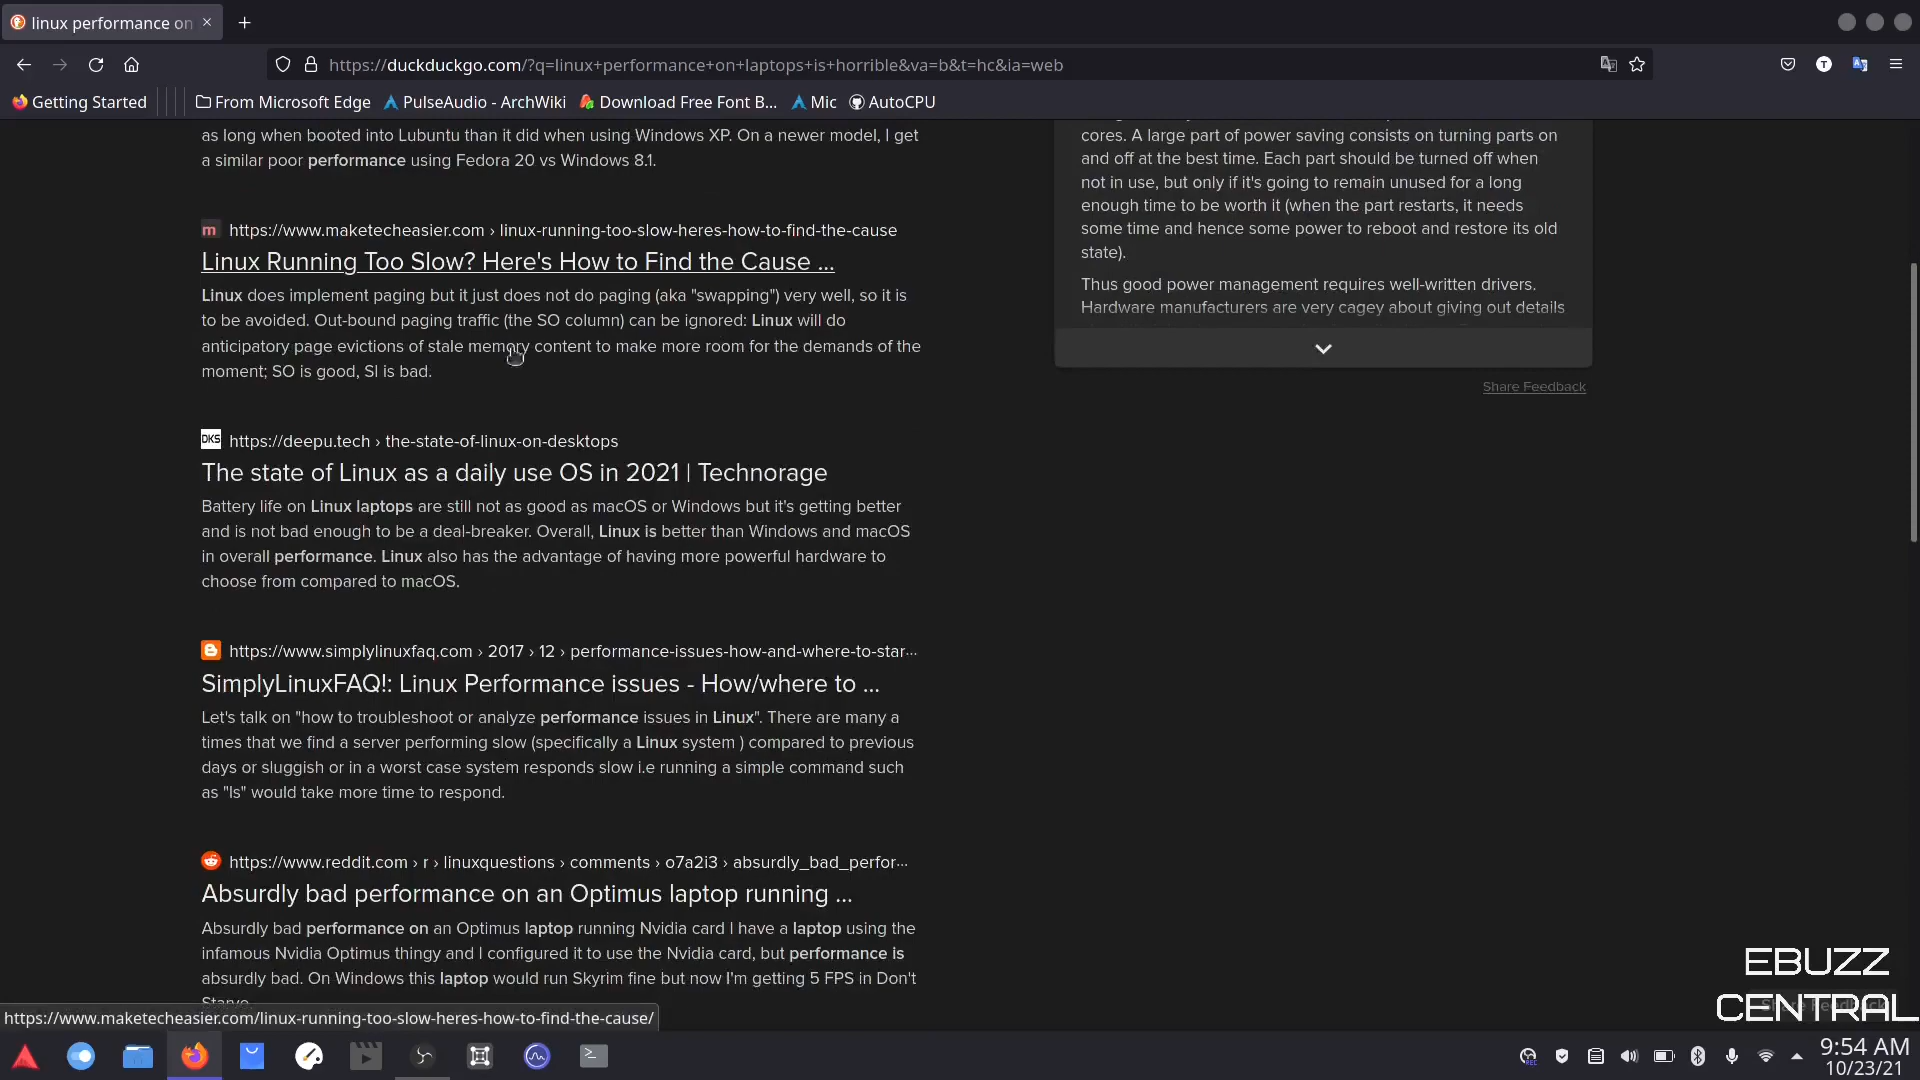 linux performance on
https://duckduckgo.com/?q=linux+performance+on+laptops+is+horrible&va=b&t=hc&ia=web
T
Getting Started
From Microsoft Edge
PulseAudio - ArchWiki
Download Free Font B...
Mic
AutoCPU
as long when booted into Lubuntu than it did when using Windows XP. On a newer model, I get
a similar poor performance using Fedora 20 vs Windows 8.1.
m
https://www.maketecheasier.com › linux-running-too-slow-heres-how-to-find-the-cause
Linux Running Too Slow? Here's How to Find the Cause ...
Linux does implement paging but it just does not do paging (aka "swapping") very well, so it is
to be avoided. Out-bound paging traffic (the SO column) can be ignored: Linux will do
anticipatory page evictions of stale memory content to make more room for the demands of the
moment; SO is good, SI is bad.
DKS
https://deepu.tech › the-state-of-linux-on-desktops
The state of Linux as a daily use OS in 2021 | Technorage
Battery life on Linux laptops are still not as good as macOS or Windows but it's getting better
and is not bad enough to be a deal-breaker. Overall, Linux is better than Windows and macOS
in overall performance. Linux also has the advantage of having more powerful hardware to
choose from compared to macOS.
https://www.simplylinuxfaq.com › 2017 › 12 › performance-issues-how-and-where-to-star...
SimplyLinuxFAQ!: Linux Performance issues - How/where to ...
Let's talk on "how to troubleshoot or analyze performance issues in Linux". There are many a
times that we find a server performing slow (specifically a Linux system ) compared to previous
days or sluggish or in a worst case system responds slow i.e running a simple command such
as "ls" would take more time to respond.
https://www.reddit.com › r › linuxquestions › comments › o7a2i3 › absurdly_bad_perfor...
Absurdly bad performance on an Optimus laptop running ...
Absurdly bad performance on an Optimus laptop running Nvidia card I have a laptop using the
infamous Nvidia Optimus thingy and I configured it to use the Nvidia card, but performance is
absurdly bad. On Windows this laptop would run Skyrim fine but now I'm getting 5 FPS in Don't
Starve
cores. A large part of power saving consists on turning parts on
and off at the best time. Each part should be turned off when
not in use, but only if it's going to remain unused for a long
enough time to be worth it (when the part restarts, it needs
some time and hence some power to reboot and restore its old
state).
Thus good power management requires well-written drivers.
Hardware manufacturers are very cagey about giving out details
Share Feedback
https://www.maketecheasier.com/linux-running-too-slow-heres-how-to-find-the-cause/
EBUZZ
CENTRAL
9:54 AM
10/23/21